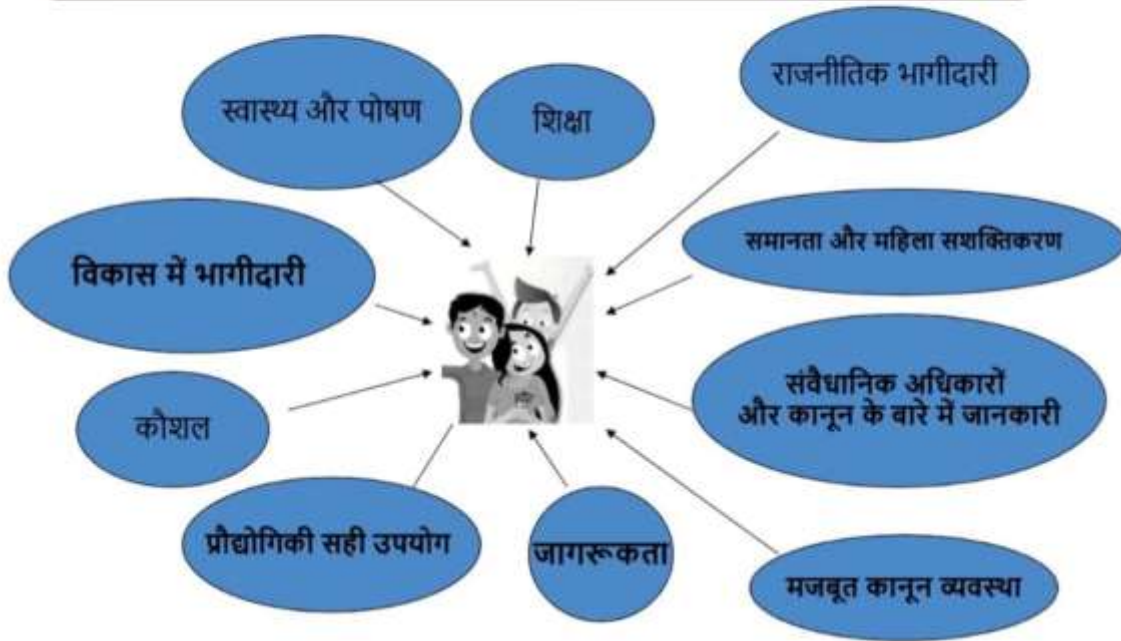 स्वास्थ्य और पोषण
शिक्षा
राजनीतिक भागीदारी
विकास में भागीदारी
समानता और महिला सशक्तिकरण
संवैधानिक अधिकारों
और कानून के बारे में जानकारी
कौशल
प्रौद्योगिकी सही उपयोग
जागरूकता
मजबूत कानून व्यवस्था